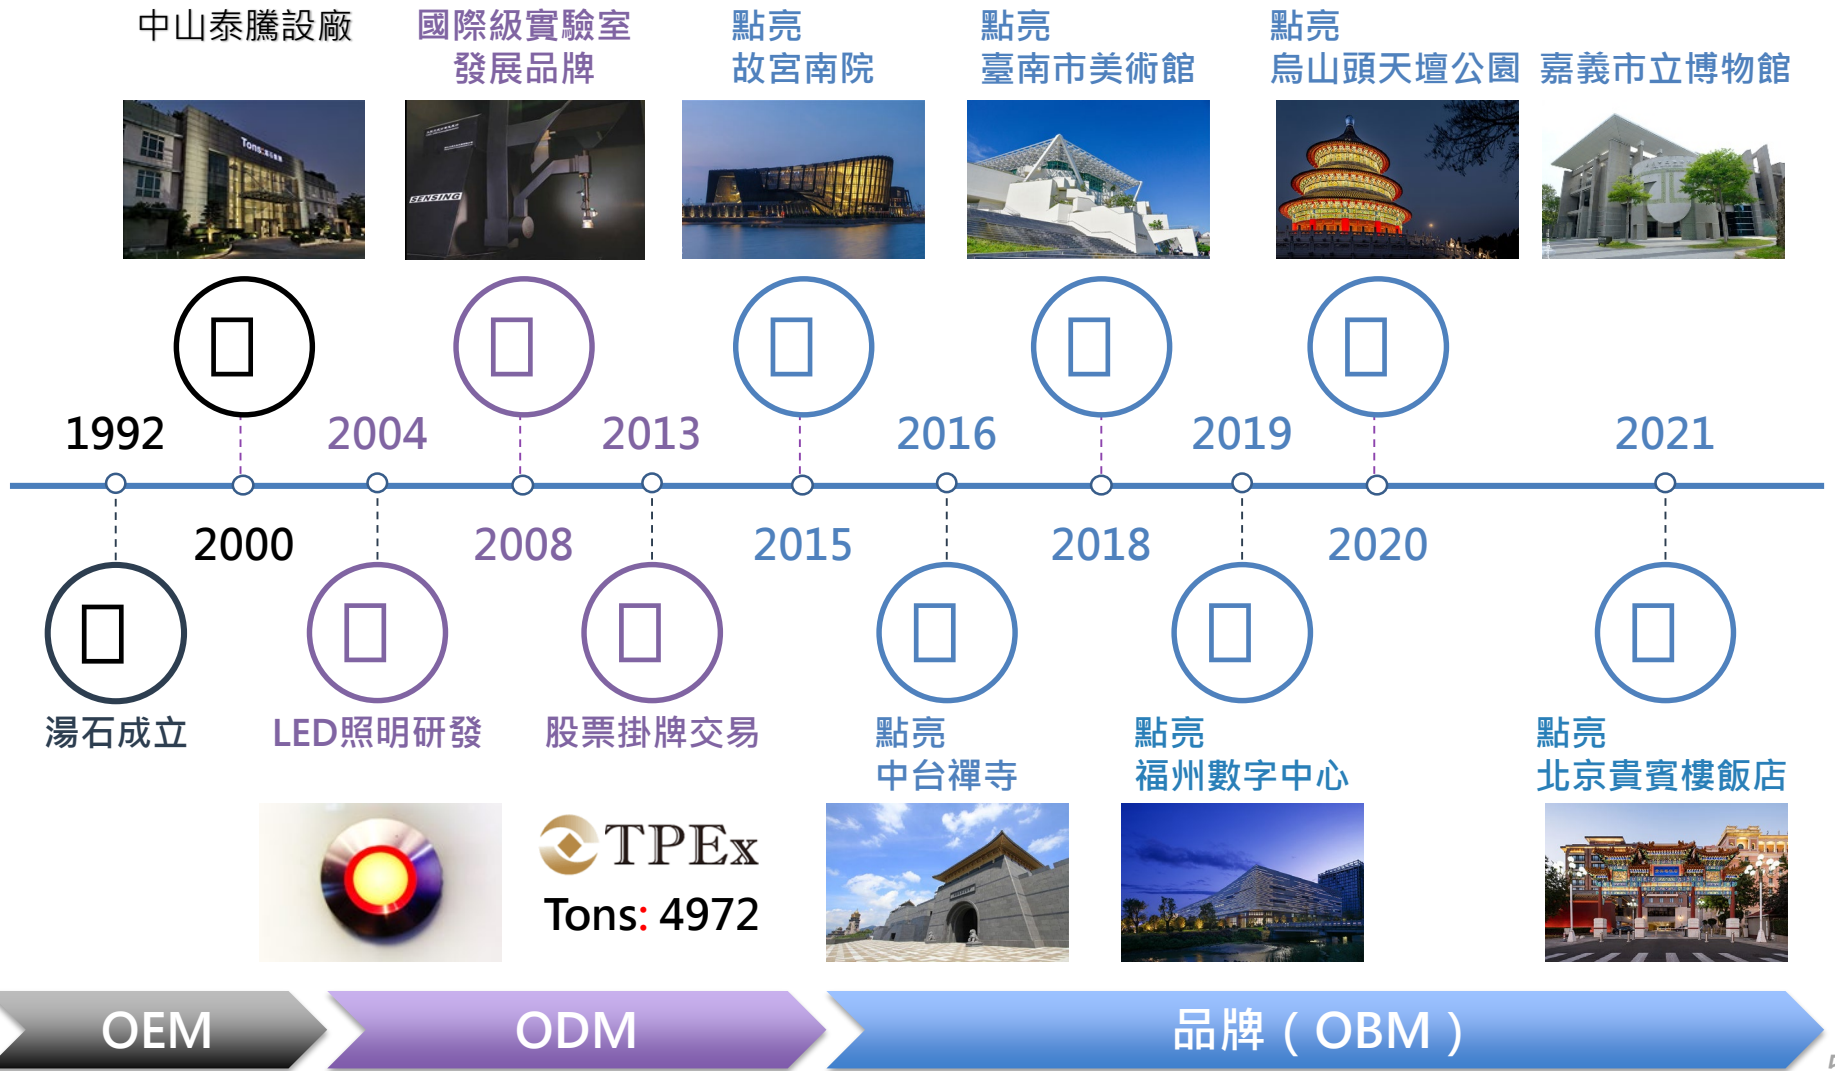 中山泰騰設廠
國際級實驗室
發展品牌
點亮
故宮南院
點亮
臺南市美術館
點亮
烏山頭天壇公園
嘉義市立博物館
Tons
SENSING
1992
2004
2013
2016
2019
2021
2000
2008
2015
2018
2020
湯石成立
LED照明研發
股票掛牌交易
點亮
中台禪寺
點亮
福州數字中心
點亮
北京貴賓樓飯店
TPEx
Tons: 4972
OEM
ODM
品牌（OBM）